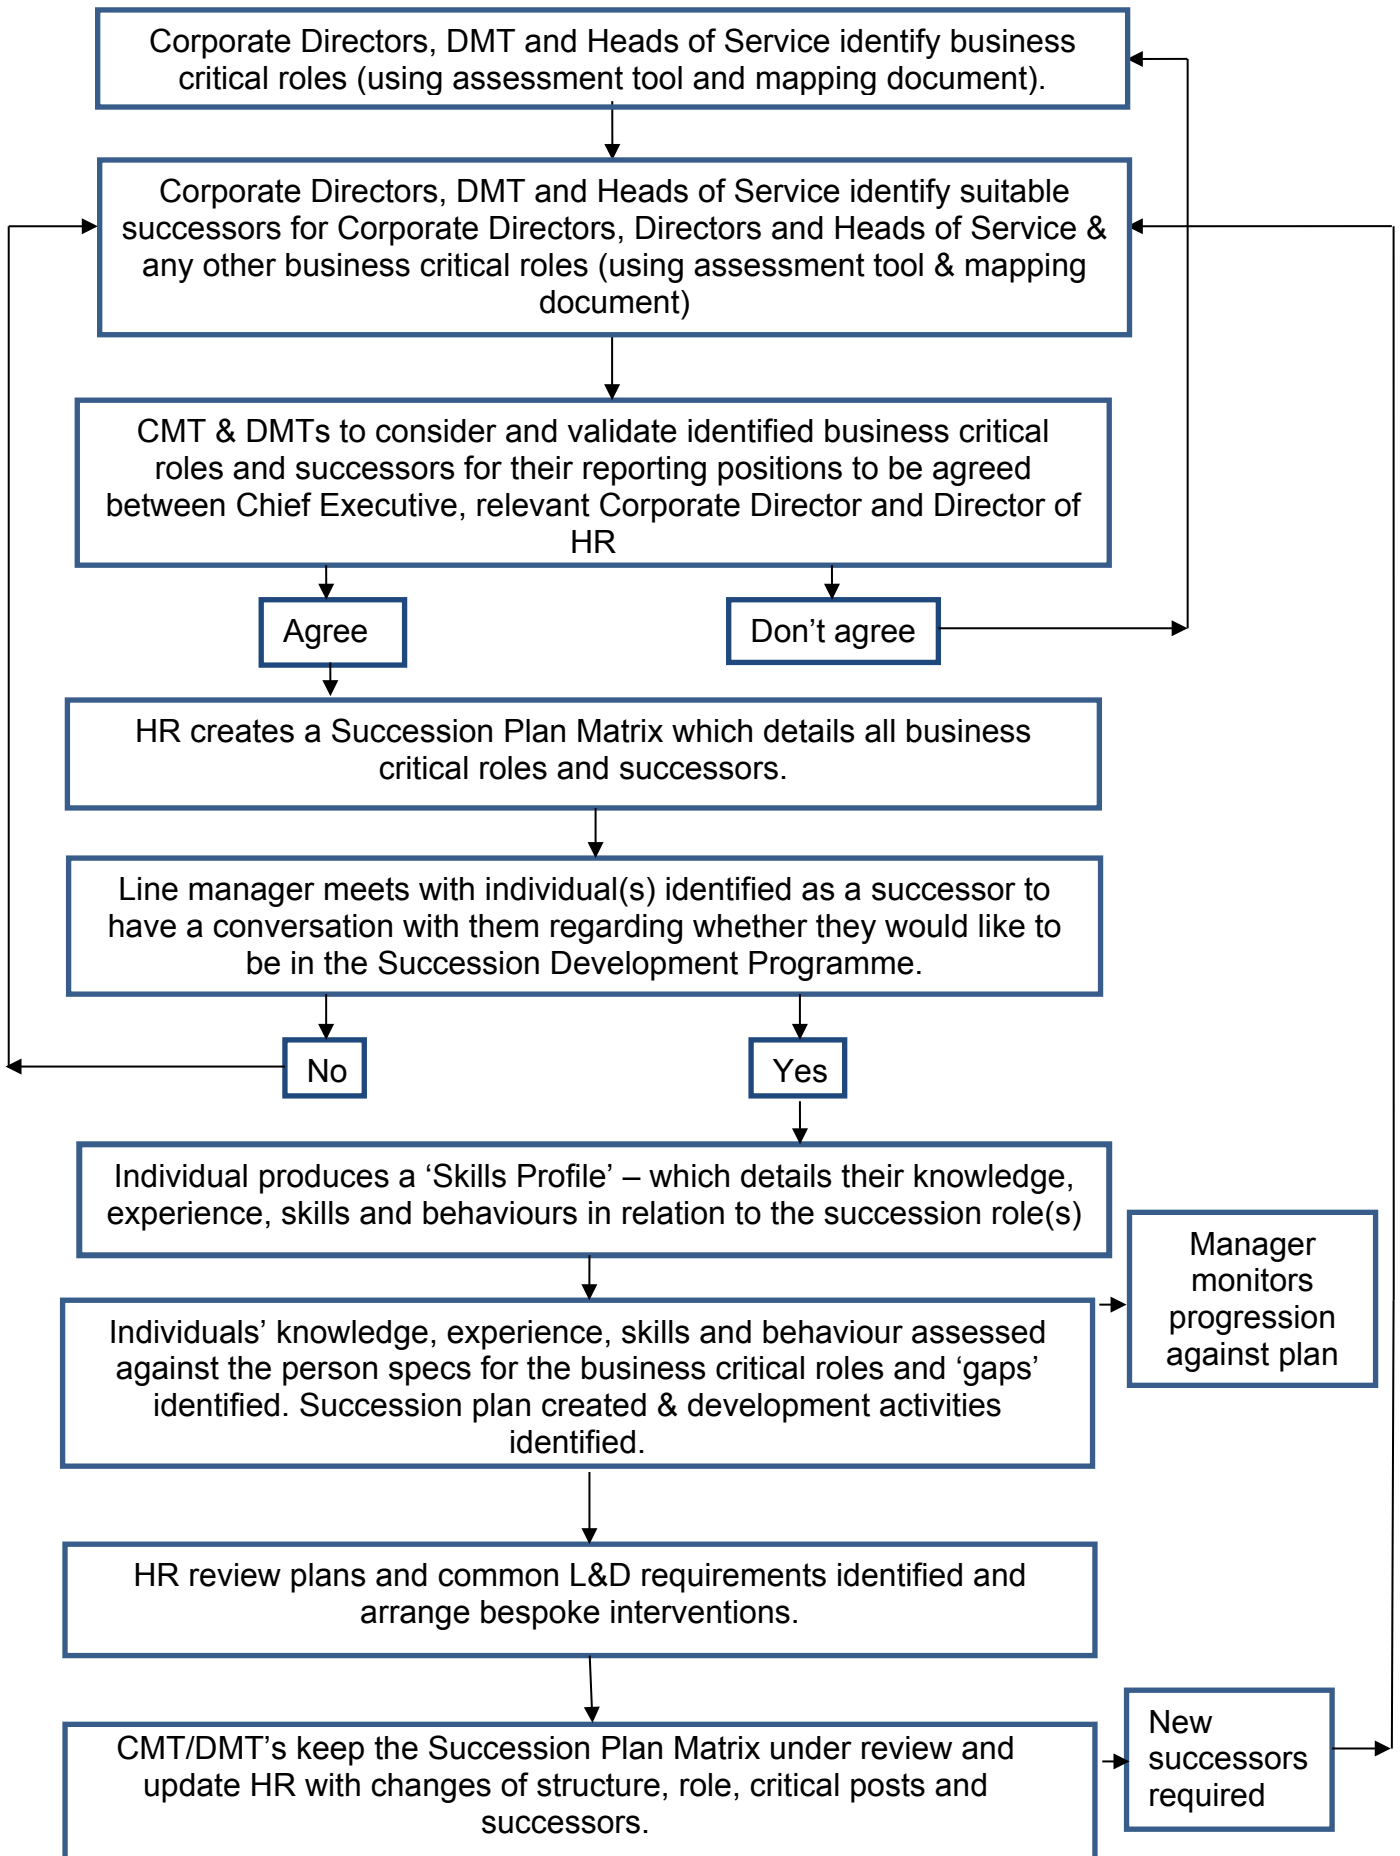 Corporate Directors, DMT and Heads of Service identify business
critical roles (using assessment tool and mapping document).
Corporate Directors, DMT and Heads of Service identify suitable
successors for Corporate Directors, Directors and Heads of Service &
any other business critical roles (using assessment tool & mapping
document)
CMT & DMTs to consider and validate identified business critical
roles and successors for their reporting positions to be agreed
between Chief Executive, relevant Corporate Director and Director of
HR
Agree
Don’t agree
HR creates a Succession Plan Matrix which details all business
critical roles and successors.
Line manager meets with individual(s) identified as a successor to
have a conversation with them regarding whether they would like to
be in the Succession Development Programme.
No
Yes
Individual produces a ‘Skills Profile’ – which details their knowledge,
experience, skills and behaviours in relation to the succession role(s)
Manager
monitors
progression
against plan
Individuals’ knowledge, experience, skills and behaviour assessed
against the person specs for the business critical roles and ‘gaps’
identified. Succession plan created & development activities
identified.
HR review plans and common L&D requirements identified and
arrange bespoke interventions.
CMT/DMT’s keep the Succession Plan Matrix under review and
update HR with changes of structure, role, critical posts and
successors.
New
successors
required